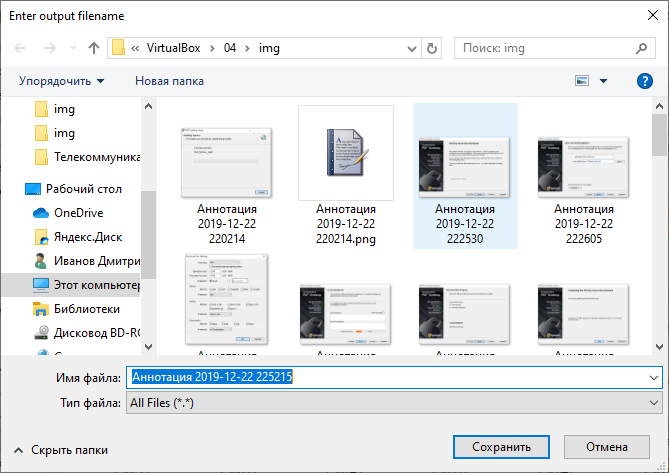 Enter output filename
« VirtualBox > 04 > img
Поиск: img
Упорядочить
Новая папка
img
img
Телекоммуника
Рабочий стол
OneDrive
Яндекс.Диск
Иванов Дмитри
Этот компьютер
Библиотеки
Дисковод BD-RO
Аннотация
2019-12-22
220214
Аннотация
2019-12-22
220214.png
Аннотация
2019-12-22
222530
Аннотация
2019-12-22
222605
Аннотация
Аннотация
Аннотация
Аннотация
Имя файла:
Аннотация 2019-12-22 225215
Тип файла:
All Files (*.*)
Скрыть папки
Сохранить
Отмена